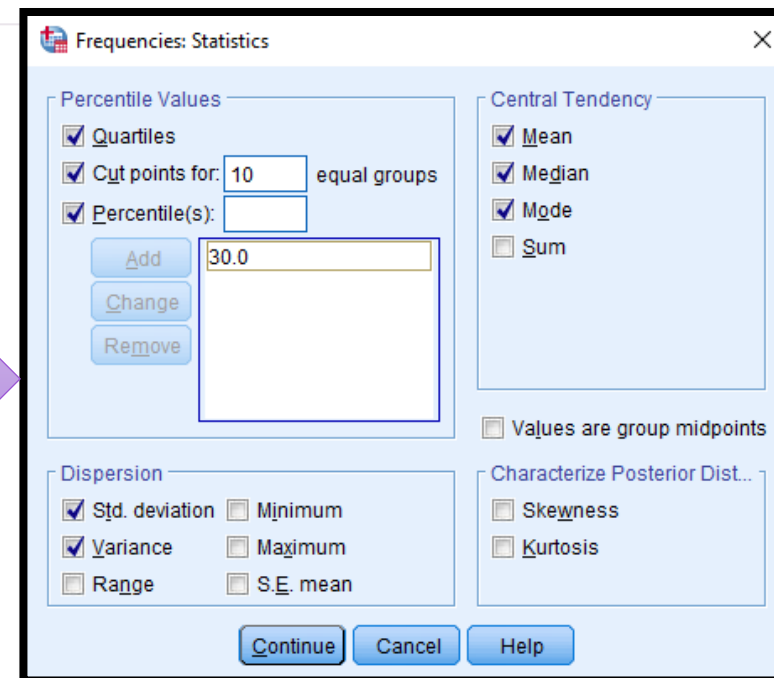 Frequencies: Statistics
Percentile Values
Quartiles
Cut points for: 10 equal groups
Percentile(s):
Add
30.0
Change
Remove
Central Tendency
Mean
Median
Mode
Sum
Values are group midpoints
Dispersion
Std. deviation Minimum
Variance Maximum
Range S.E. mean
Characterize Posterior Dist...
Skewness
Kurtosis
Continue Cancel Help